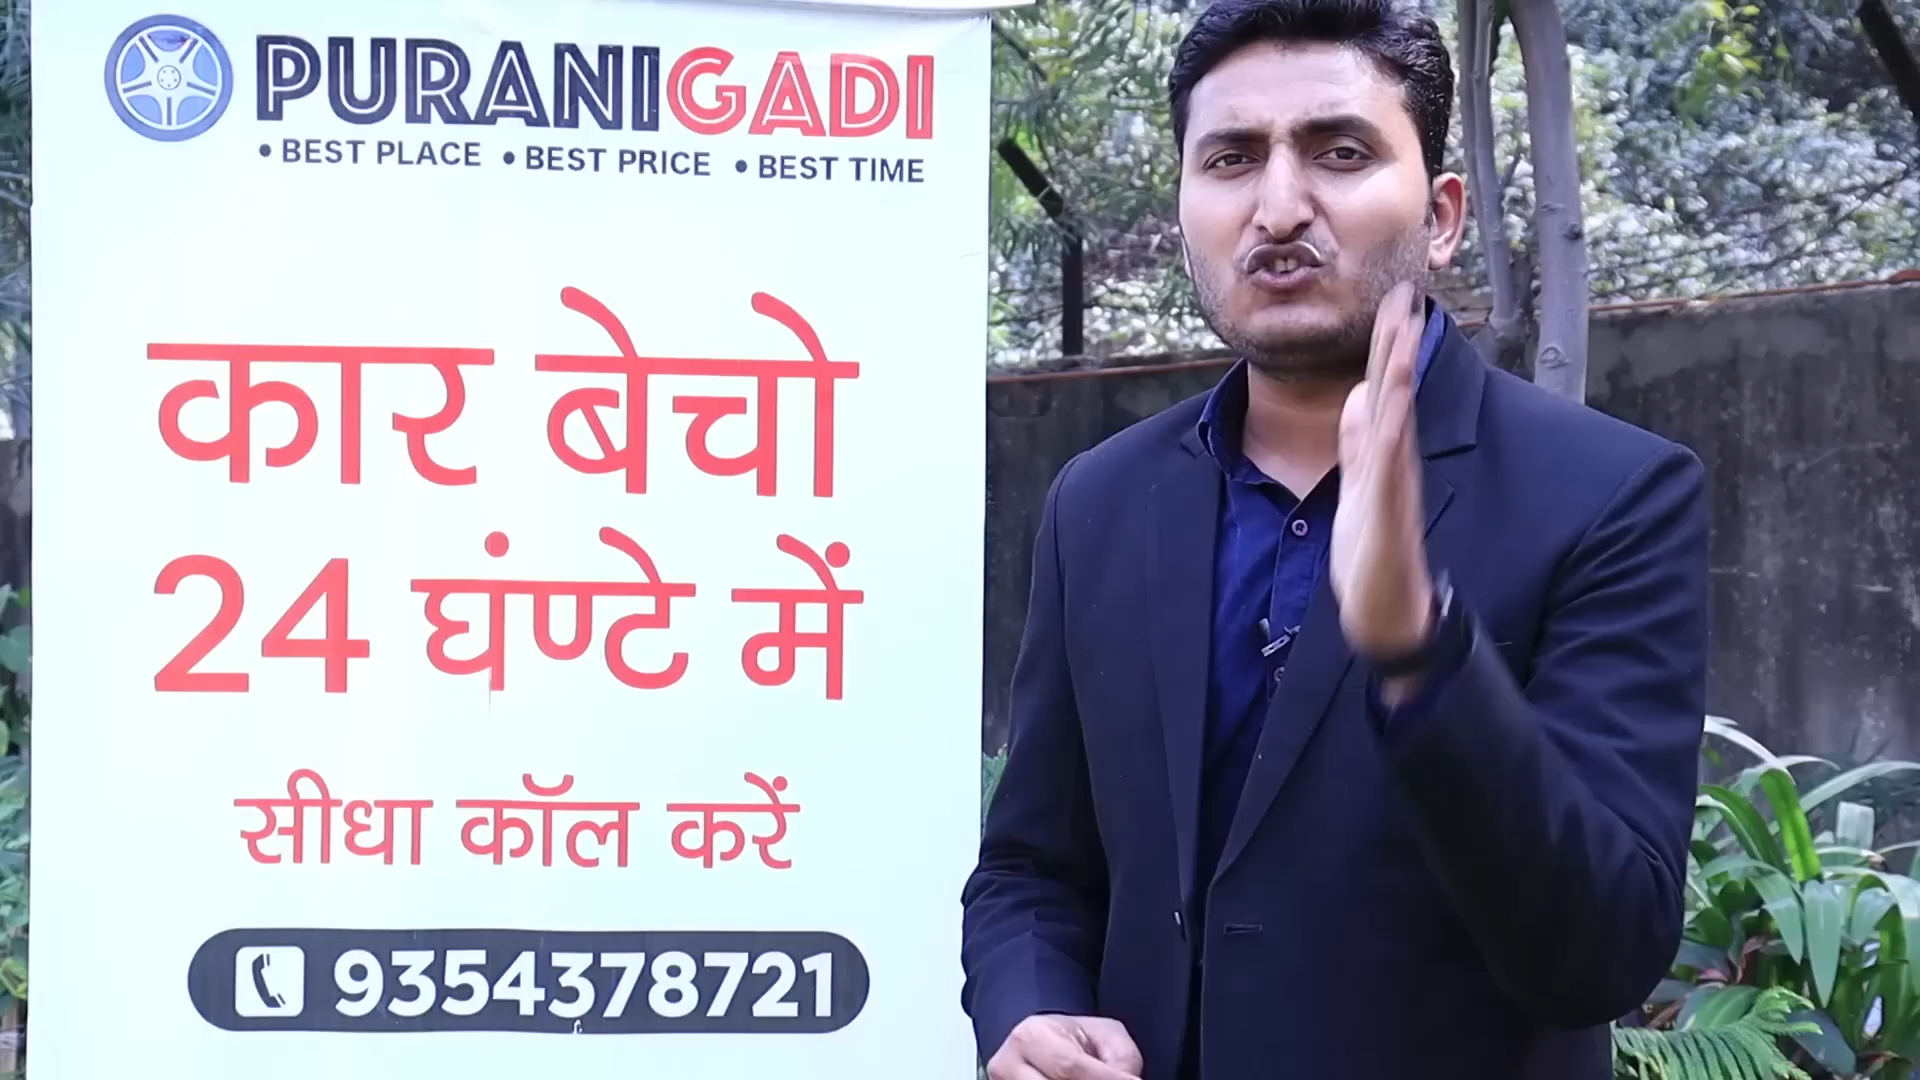 PURANIGADI
• BEST PLACE • BEST PRICE • BEST TIME
कार बेचो
24 घंण्टे में
सीधा कॉल करें
9354378721